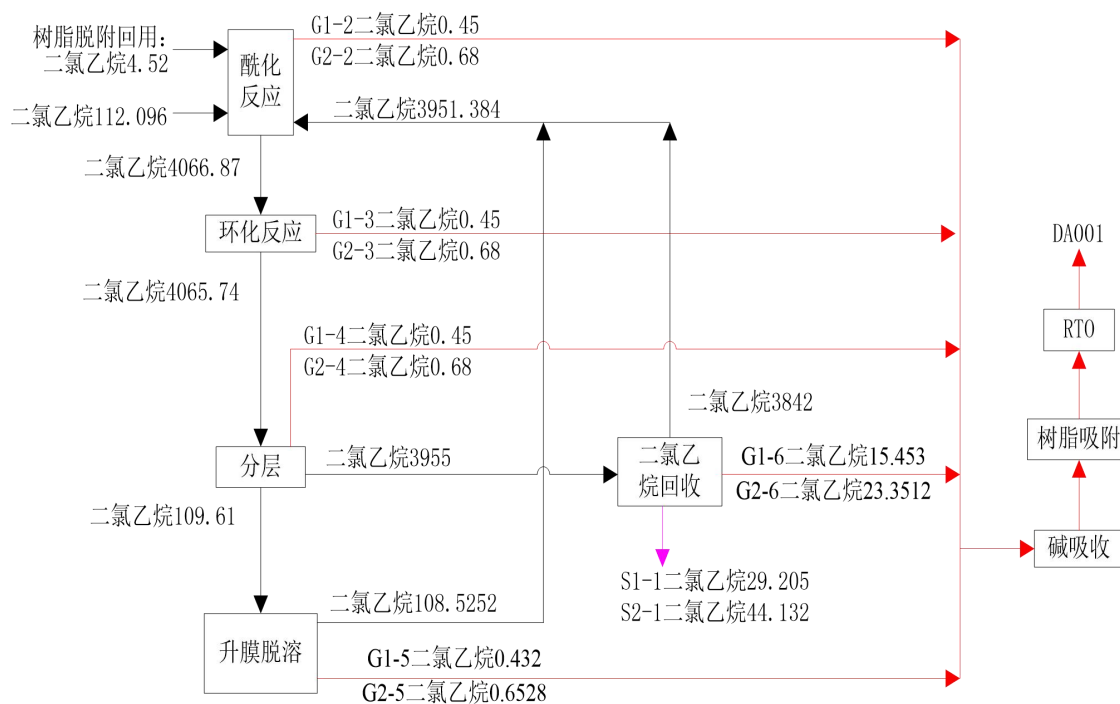 树脂脱附回用:
二氯乙烷4.52
二氯乙烷112.096
酰化
反应
G1-2二氯乙烷0.45
G2-2二氯乙烷0.68
二氯乙烷3951.384
二氯乙烷4066.87
环化反应
G1-3二氯乙烷0.45
G2-3二氯乙烷0.68
DA001
二氯乙烷4065.74
RTO
G1-4二氯乙烷0.45
G2-4二氯乙烷0.68
二氯乙烷3842
树脂吸附
分层
二氯乙烷3955
二氯乙
烷回收
G1-6二氯乙烷15.453
G2-6二氯乙烷23.3512
二氯乙烷109.61
碱吸收
S1-1二氯乙烷29.205
S2-1二氯乙烷44.132
二氯乙烷108.5252
升膜脱溶
G1-5二氯乙烷0.432
G2-5二氯乙烷0.6528